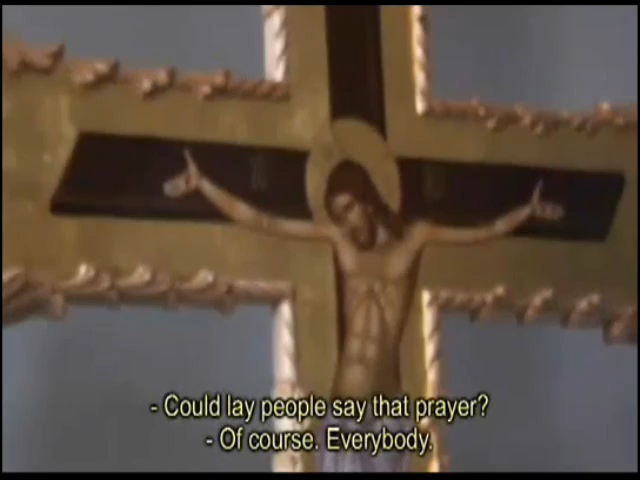 - Could lay people say that prayer?
- Of course. Everybody.